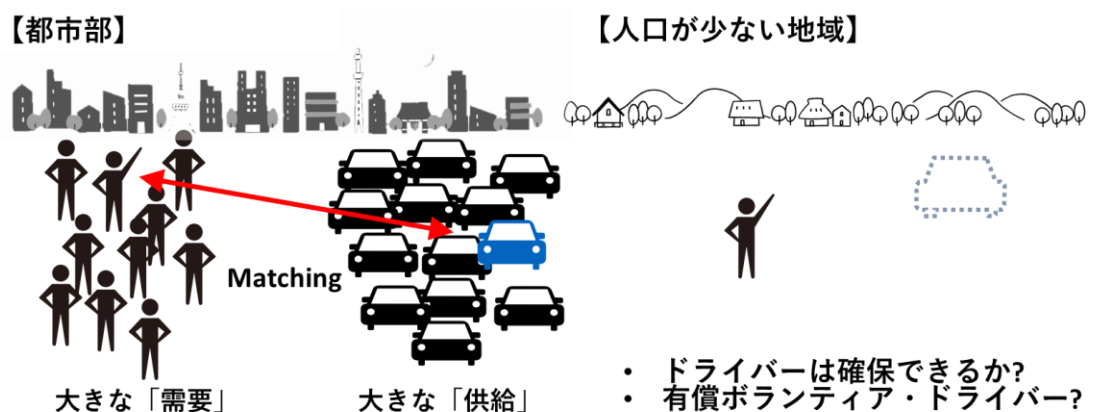 【都市部】
【人口が少ない地域】
Matching
大きな「需要」
大きな「供給」
• ドライバーは確保できるか?
• 有償ボランティア・ドライバー?